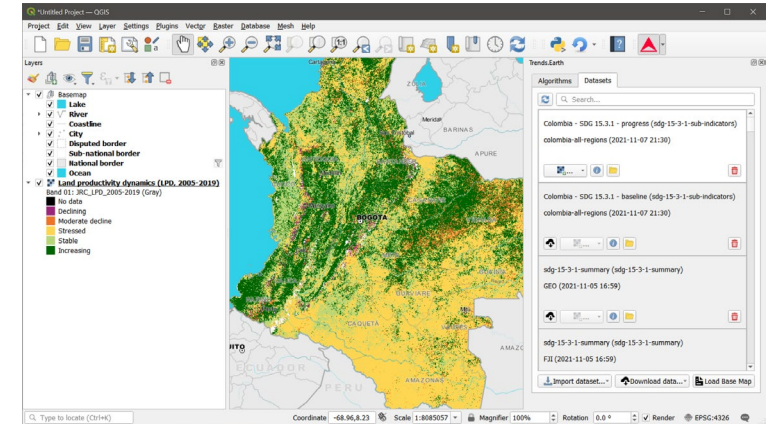 *Untitled Project — QGIS
Project Edit View Layer Settings Plugins Vector Raster Database Mesh Help
Layers
Basemap
Lake
River
Coastline
City
Disputed border
Sub-national border
National border
Ocean
Land productivity dynamics (LPD, 2005-2019)
Band 01: JRC_LPD_2005-2019 (Gray)
No data
Declining
Moderate decline
Stressed
Stable
Increasing
Merida
BARINAS
APURE
BOGOTA
CAQUETA
AMAZONAS
ECUADOR
PERU
Trends.Earth
Algorithms Datasets
Search...
Colombia - SDG 15.3.1 - progress (sdg-15-3-1-sub-indicators)
colombia-all-regions (2021-11-07 21:30)
Colombia - SDG 15.3.1 - baseline (sdg-15-3-1-sub-indicators)
colombia-all-regions (2021-11-07 21:30)
sdg-15-3-1-summary (sdg-15-3-1-summary)
GEO (2021-11-05 16:59)
sdg-15-3-1-summary (sdg-15-3-1-summary)
FJI (2021-11-05 16:59)
Import dataset... Download data... Load Base Map
Type to locate (Ctrl+K) Coordinate -68.96,8.23 Scale 1:8085057 Magnifier 100% Rotation 0.0 ° Render EPSG:4326